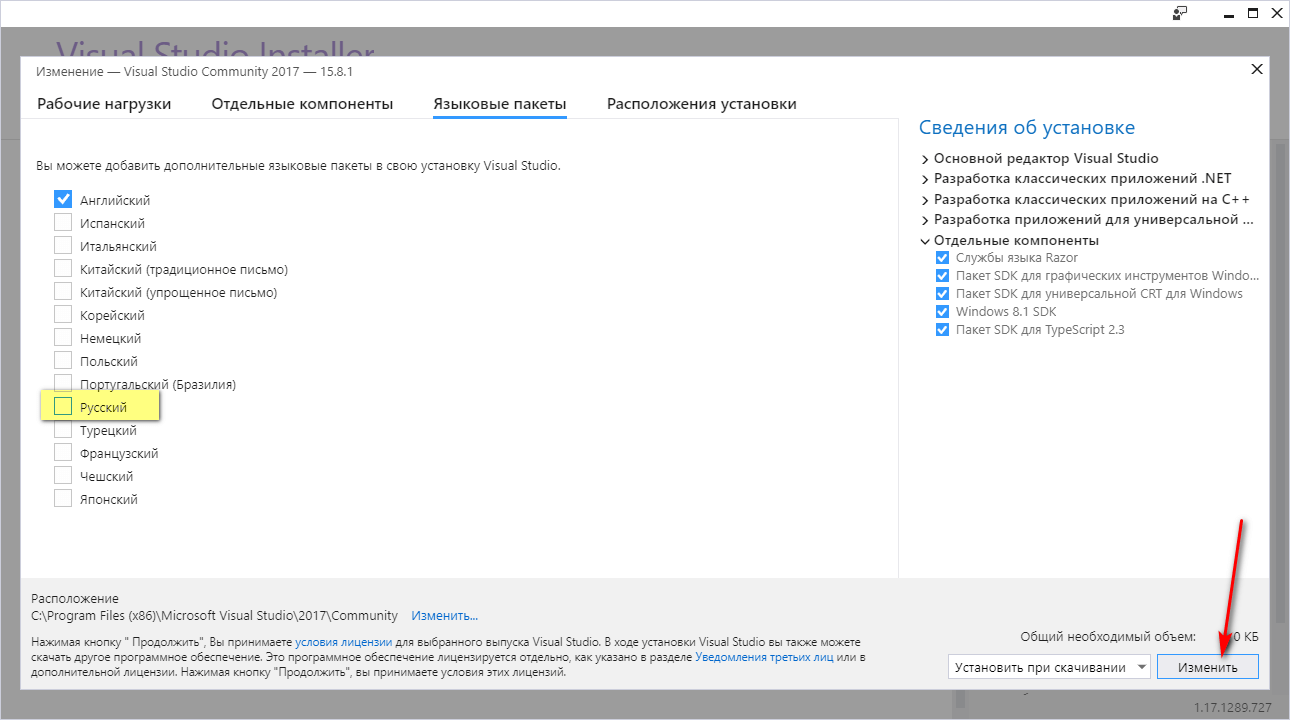 Visual Studio Installer
Изменение — Visual Studio Community 2017 — 15.8.1
Рабочие нагрузки Отдельные компоненты Языковые пакеты Расположения установки
Вы можете добавить дополнительные языковые пакеты в свою установку Visual Studio.
Английский
Испанский
Итальянский
Китайский (традиционное письмо)
Китайский (упрощенное письмо)
Корейский
Немецкий
Польский
Португальский (Бразилия)
Русский
Турецкий
Французский
Чешский
Японский
Сведения об установке
Основной редактор Visual Studio
Разработка классических приложений .NET
Разработка классических приложений на C++
Разработка приложений для универсальной ...
Отдельные компоненты
Службы языка Razor
Пакет SDK для графических инструментов Windo...
Пакет SDK для универсальной CRT для Windows
Windows 8.1 SDK
Пакет SDK для TypeScript 2.3
Расположение
C:\Program Files (x86)\Microsoft Visual Studio\2017\Community Изменить...
Нажимая кнопку " Продолжить", Вы принимаете условия лицензии для выбранного выпуска Visual Studio. В ходе установки Visual Studio вы также можете
скачать другое программное обеспечение. Это программное обеспечение лицензируется отдельно, как указано в разделе Уведомления третьих лиц или в
дополнительной лицензии. Нажимая кнопку "Продолжить", вы принимаете условия этих лицензий.
Общий необходимый объем: 0 КБ
Установить при скачивании Изменить
1.17.1289.727